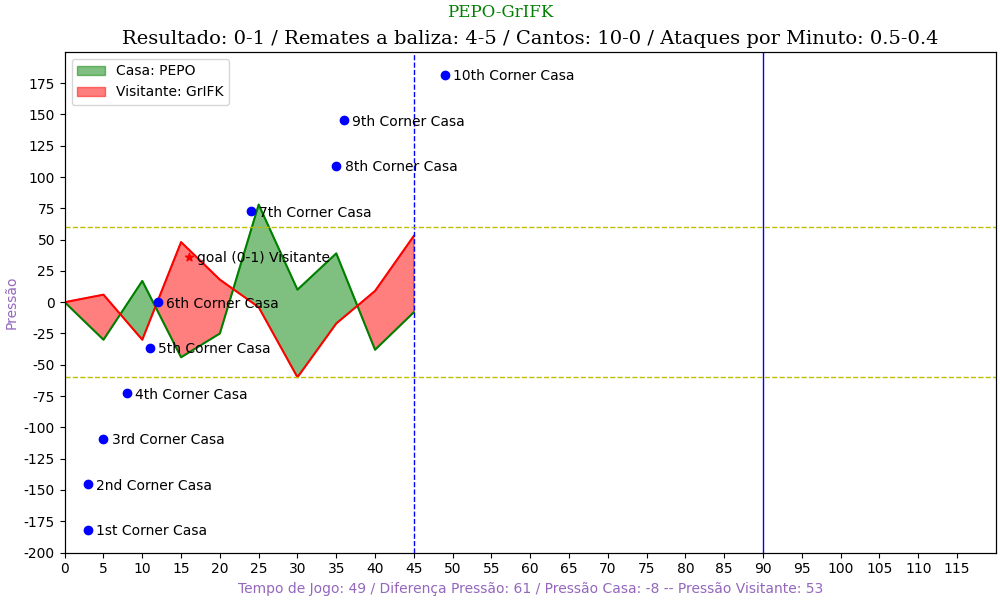 PEPO-GrIFK
Resultado: 0-1 / Remates a baliza: 4-5 / Cantos: 10-0 / Ataques por Minuto: 0.5-0.4
Casa: PEPO
Visitante: GrIFK
10th Corner Casa
9th Corner Casa
8th Corner Casa
7th Corner Casa
goal (0-1) Visitante
6th Corner Casa
5th Corner Casa
4th Corner Casa
3rd Corner Casa
2nd Corner Casa
1st Corner Casa
Pressão
175
150
125
100
75
50
25
0
-25
-50
-75
-100
-125
-150
-175
-200
0 5 10 15 20 25 30 35 40 45 50 55 60 65 70 75 80 85 90 95 100 105 110 115
Tempo de Jogo: 49 / Diferença Pressão: 61 / Pressão Casa: -8 -- Pressão Visitante: 53